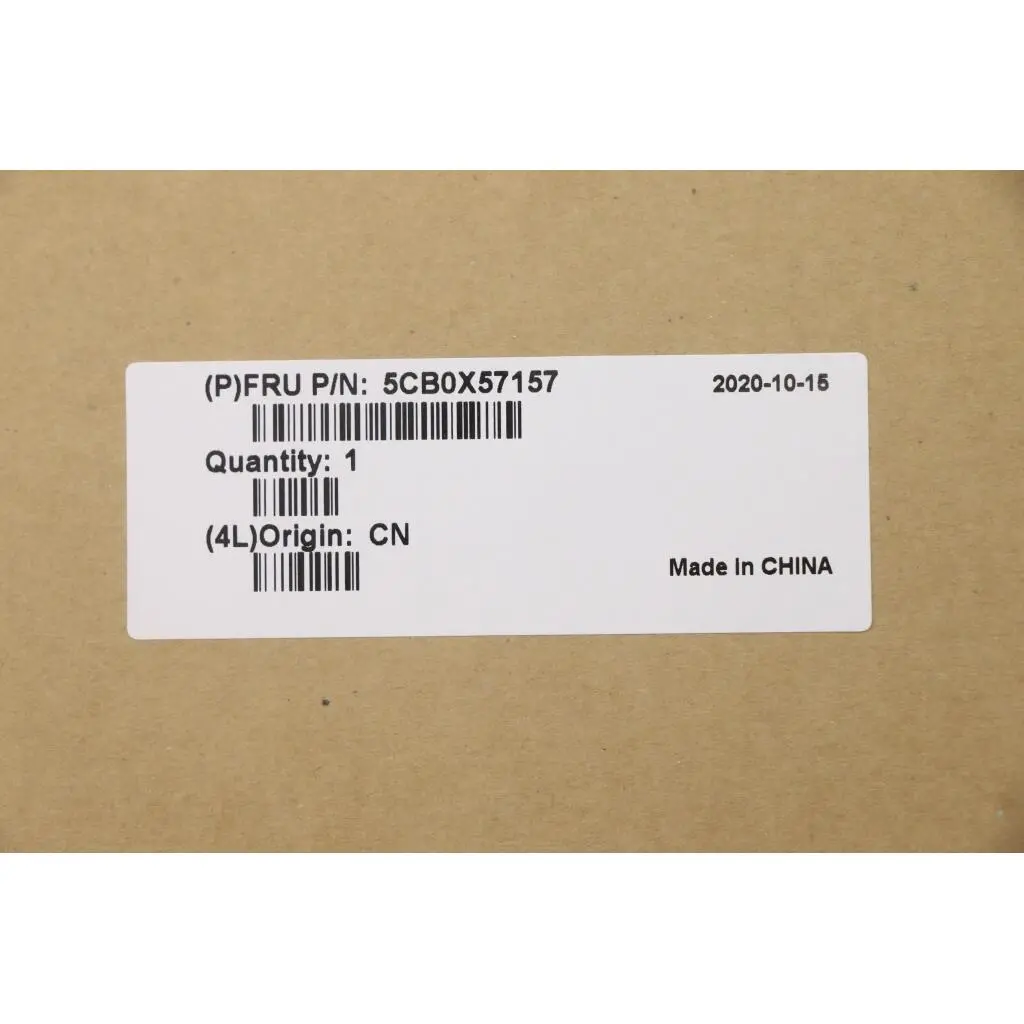 (P)FRU P/N: 5CB0X57157
2020-10-15
Quantity: 1
(4L)Origin: CN
Made in CHINA